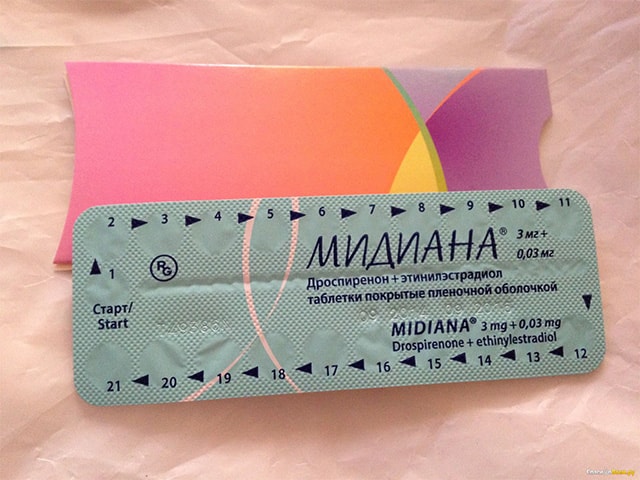 2 3 4 5 6 7 8 9 10 11
1
RG
МИДИАНА® 3 мг + 0,03 мг
Дроспиренон + этинилэстрадиол
таблетки покрытые пленочной оболочкой
Старт/
Start
MIDIANA® 3 mg + 0,03 mg
Drospirenone + ethinylestradiol
21 20 19 18 17 16 15 14 13 12